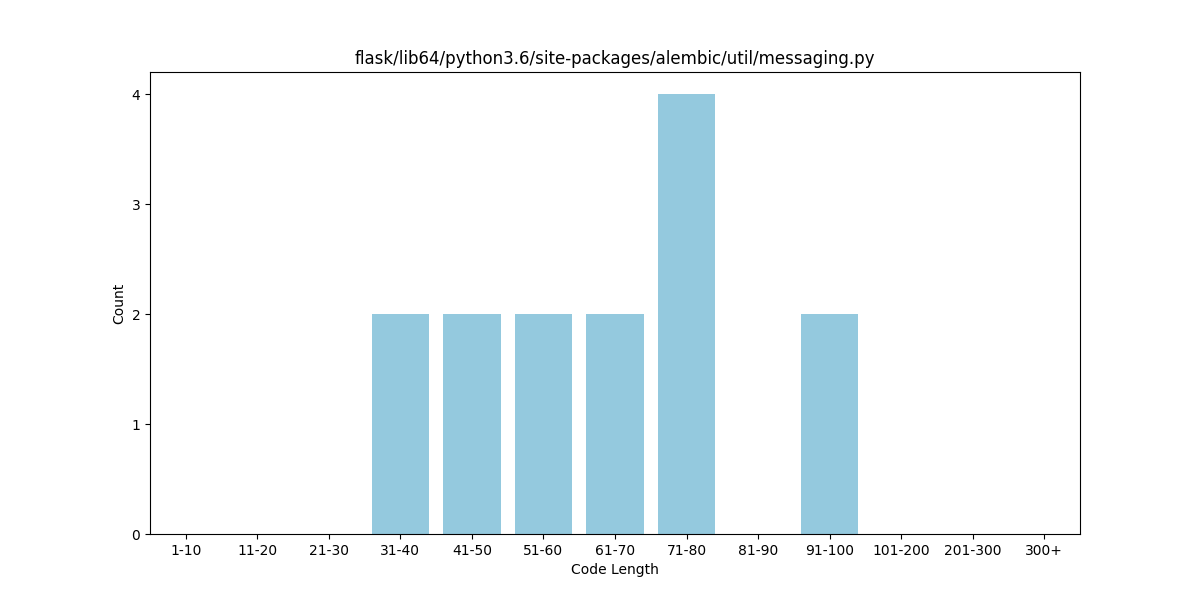 flask/lib64/python3.6/site-packages/alembic/util/messaging.py
4
3
2
1
0
Count
1-10 11-20 21-30 31-40 41-50 51-60 61-70 71-80 81-90 91-100 101-200 201-300 300+
Code Length